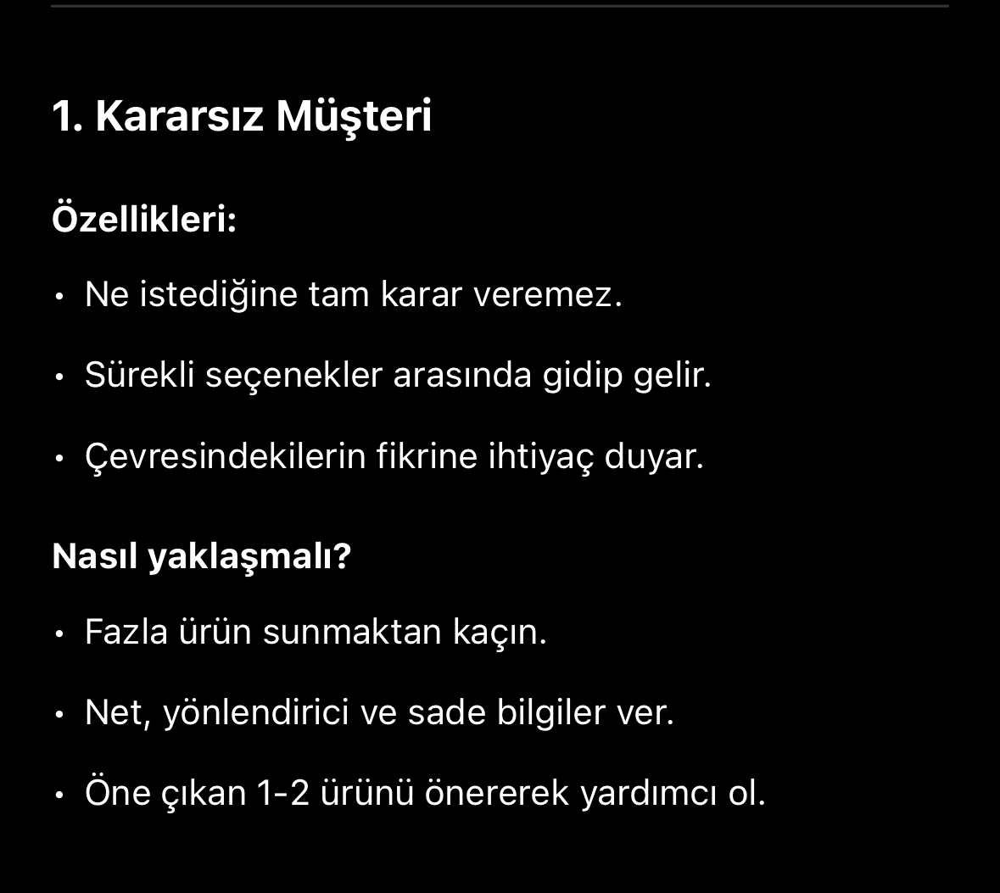 1. Kararsız Müşteri
Özellikleri:
• Ne istediğine tam karar veremez.
• Sürekli seçenekler arasında gidip gelir.
• Çevresindekilerin fikrine ihtiyaç duyar.
Nasıl yaklaşmalı?
• Fazla ürün sunmaktan kaçın.
• Net, yönlendirici ve sade bilgiler ver.
• Öne çıkan 1-2 ürünü önererek yardımcı ol.